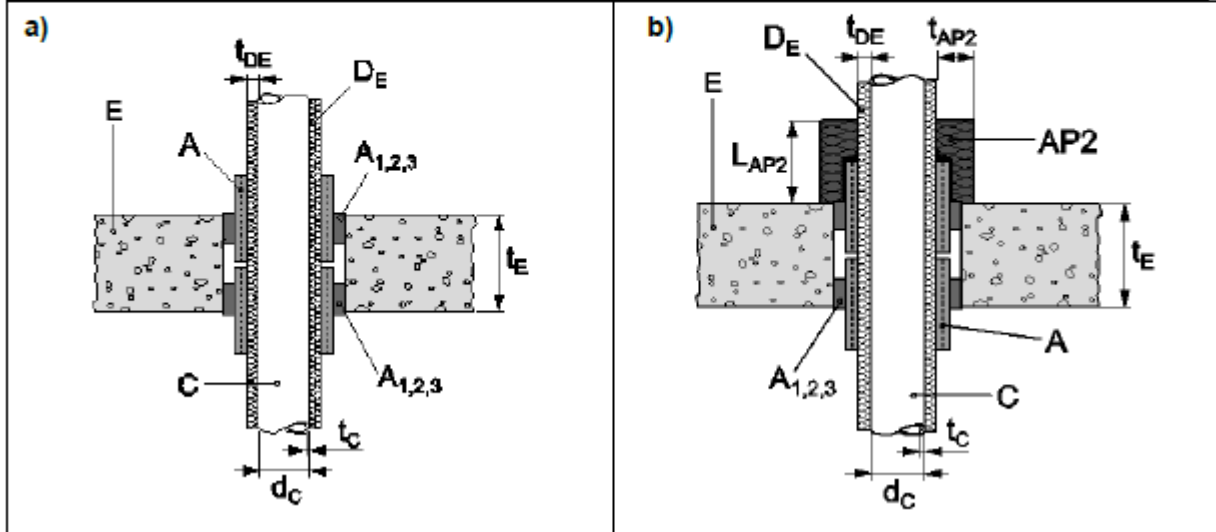 a)
t_DE
D_E
E
A
A_1,2,3
t_E
C
A_1,2,3
t_C
d_C
b)
t_DE
t_AP2
D_E
E
AP2
L_AP2
t_E
A
A_1,2,3
C
t_C
d_C